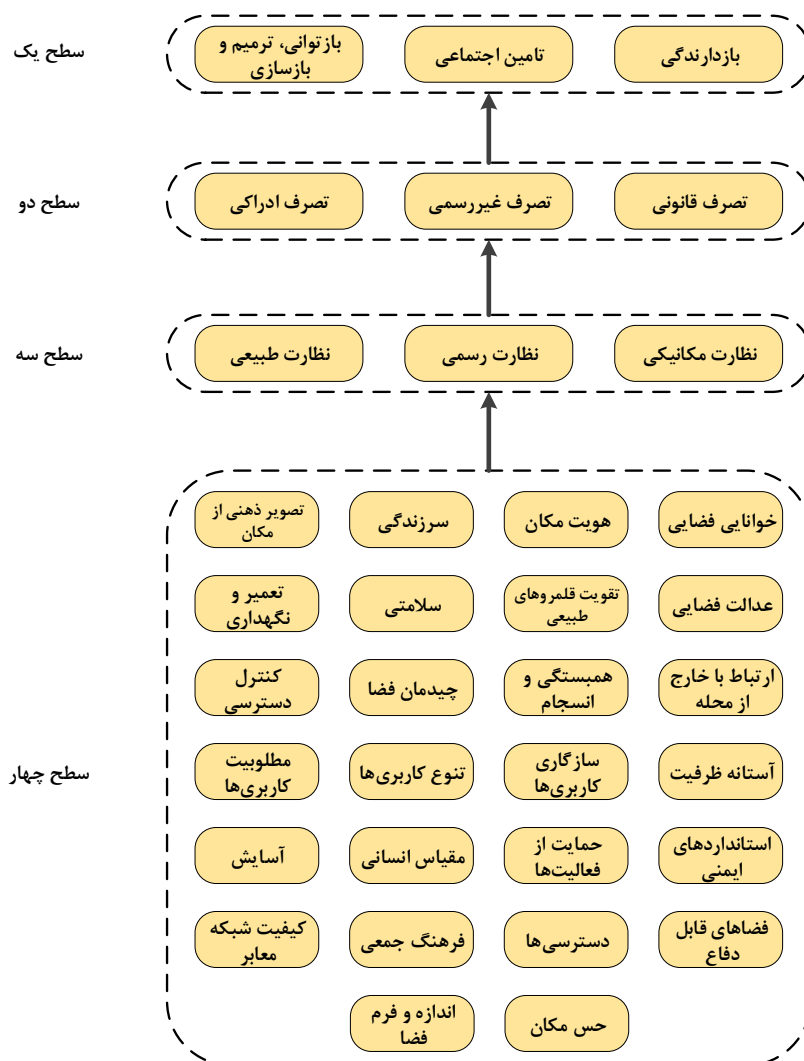 سطح یک
بازدارندگی
تامین اجتماعی
بازتوانی، ترمیم و
بازسازی
سطح دو
تصرف قانونی
تصرف غیررسمی
تصرف ادراکی
سطح سه
نظارت مکانیکی
نظارت رسمی
نظارت طبیعی
سطح چهار
خوانایی فضایی
هویت مکان
سرزندگی
تصویر ذهنی از
مکان
عدالت فضایی
تقویت قلمروهای
طبیعی
سلامتی
تعمیر و
نگهداری
ارتباط با خارج
از محله
همبستگی و
انسجام
چیدمان فضا
کنترل
دسترسی
آستانه ظرفیت
سازگاری
کاربری‌ها
تنوع کاربری‌ها
مطلوبیت
کاربری‌ها
استانداردهای
ایمنی
حمایت از
فعالیت‌ها
مقیاس انسانی
آسایش
فضاهای قابل
دفاع
دسترسی‌ها
فرهنگ جمعی
کیفیت شبکه
معابر
حس مکان
اندازه و فرم
فضا